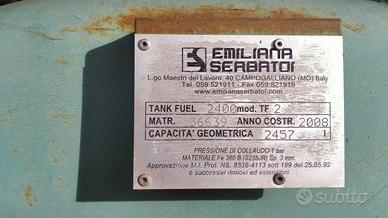 EMILIANA
SERBATOI
L.go Maestri del Lavoro, 40 CAMPOGALLIANO (MO) Italy
Tel. 059 521911 - Fax 059 521919
www.emilianaserbatoi.com
TANK FUEL 2400 mod. TF 2
MATR. 36639 ANNO COSTR. 2008
CAPACITA' GEOMETRICA 2457 l
PRESSIONE DI COLLAUDO 1 bar
MATERIALE Fe 360 B (S235JR) Sp. 3 mm
Approvazione M.I. Prot. NS. 8338-4113 sott 189 del 25.05.92
e successivi rinnovi ed estensioni
subito